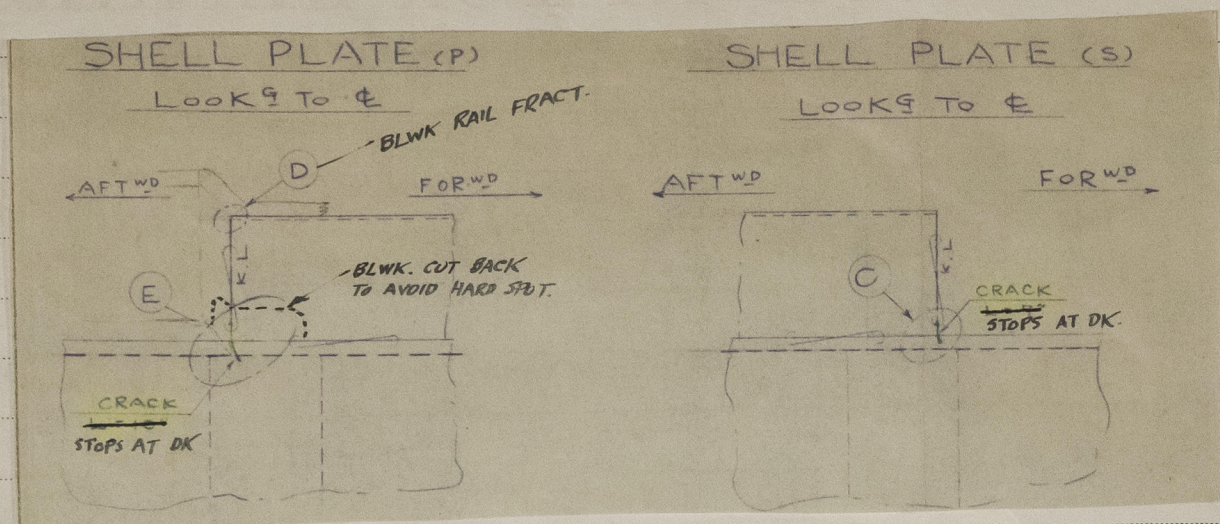 SHELL PLATE (P)
LOOKG TO ℄
BLWK RAIL FRACT.
D
AFTWD
FORWD
K.L
E
BLWK. CUT BACK
TO AVOID HARD SPOT.
CRACK
STOPS AT DK
SHELL PLATE (S)
LOOKG TO ℄
AFTWD
FORWD
K.L
C
CRACK
STOPS AT DK.